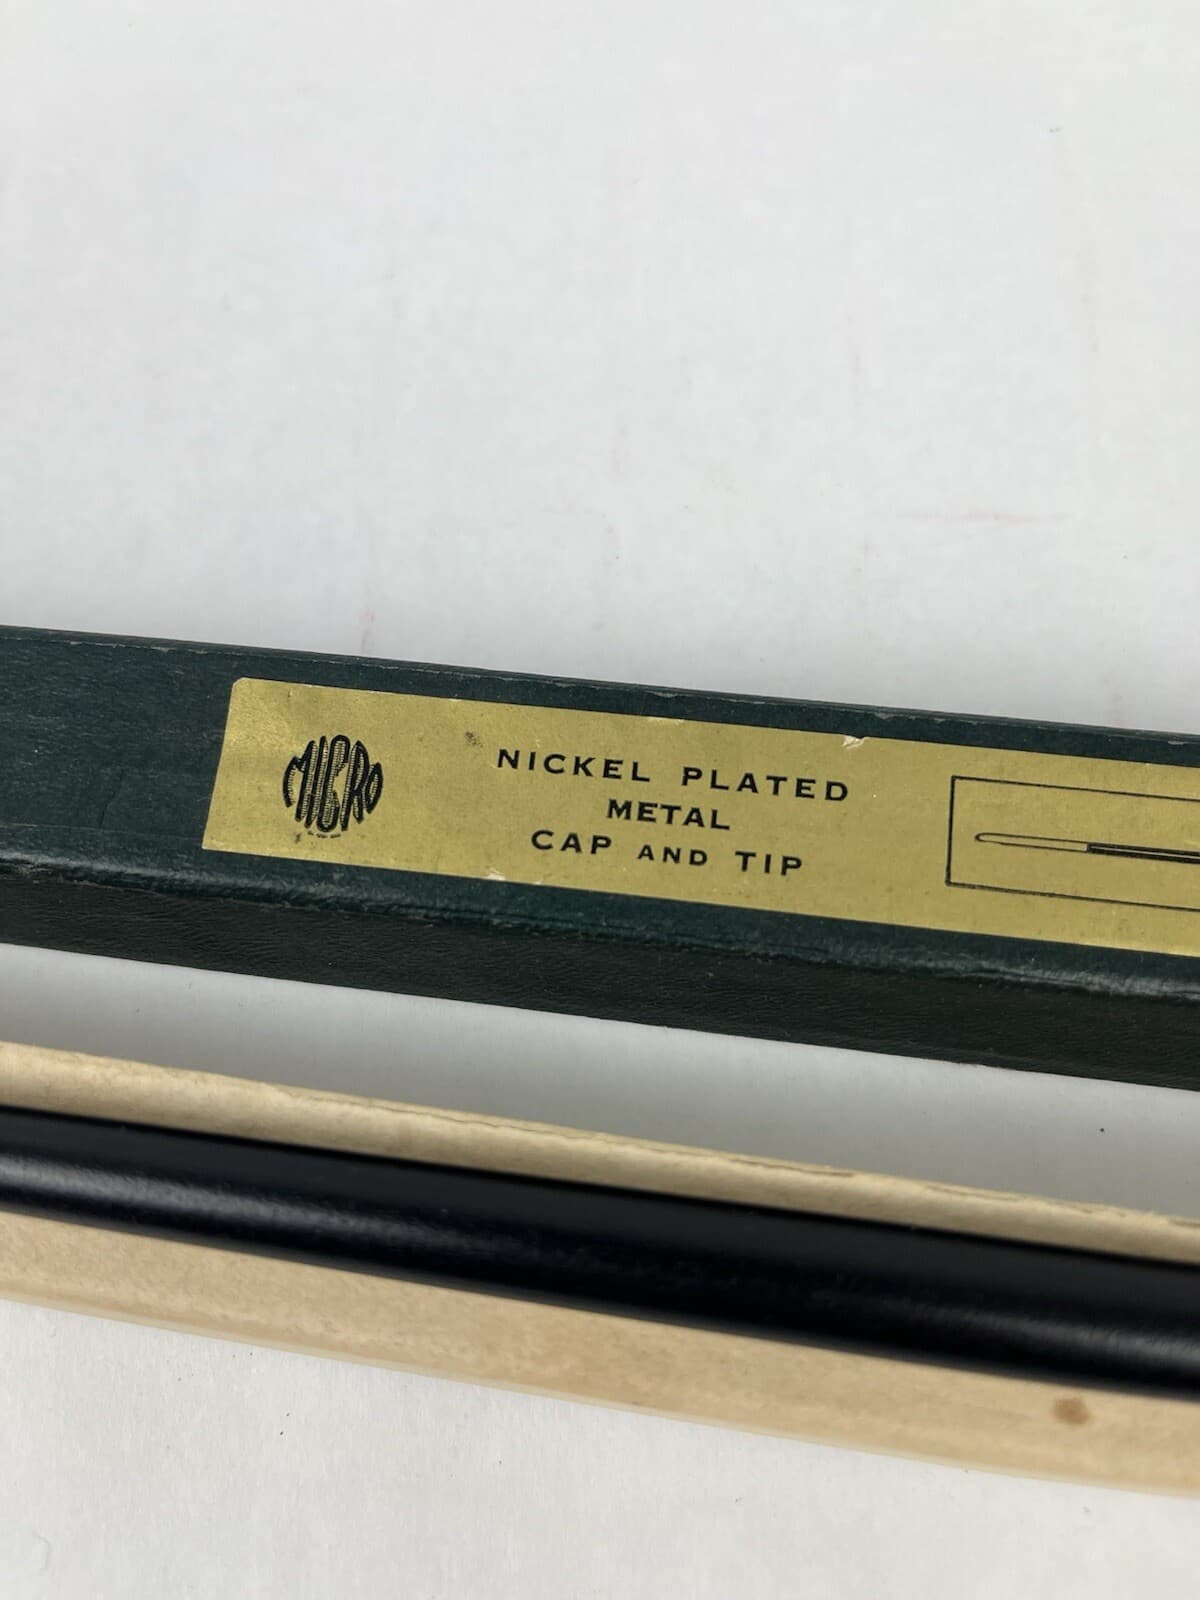 MICRO
NICKEL PLATED
METAL
CAP AND TIP